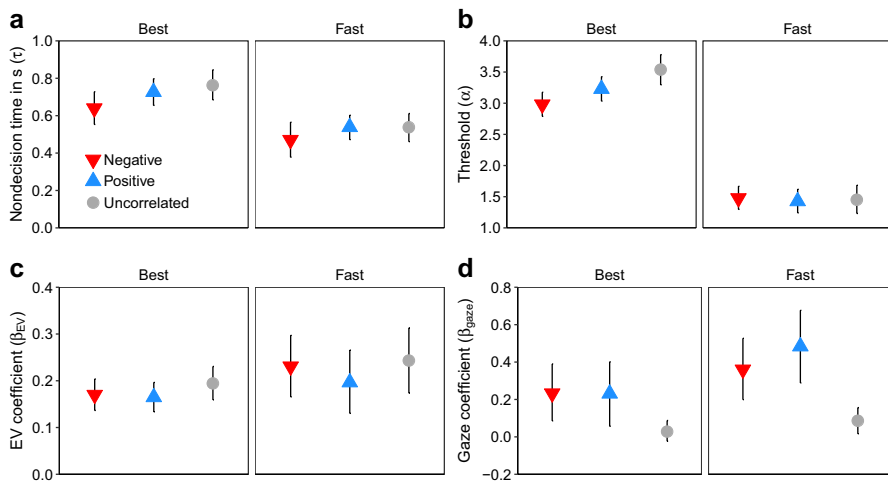 a
Best
Fast
Nondecision time in s (τ)
1.0
0.8
0.6
0.4
0.2
0.0
Negative
Positive
Uncorrelated
b
Best
Fast
Threshold (α)
4.0
3.5
3.0
2.5
2.0
1.5
1.0
c
Best
Fast
EV coefficient (βEV)
0.4
0.3
0.2
0.1
0.0
d
Best
Fast
Gaze coefficient (βgaze)
0.8
0.6
0.4
0.2
0.0
−0.2